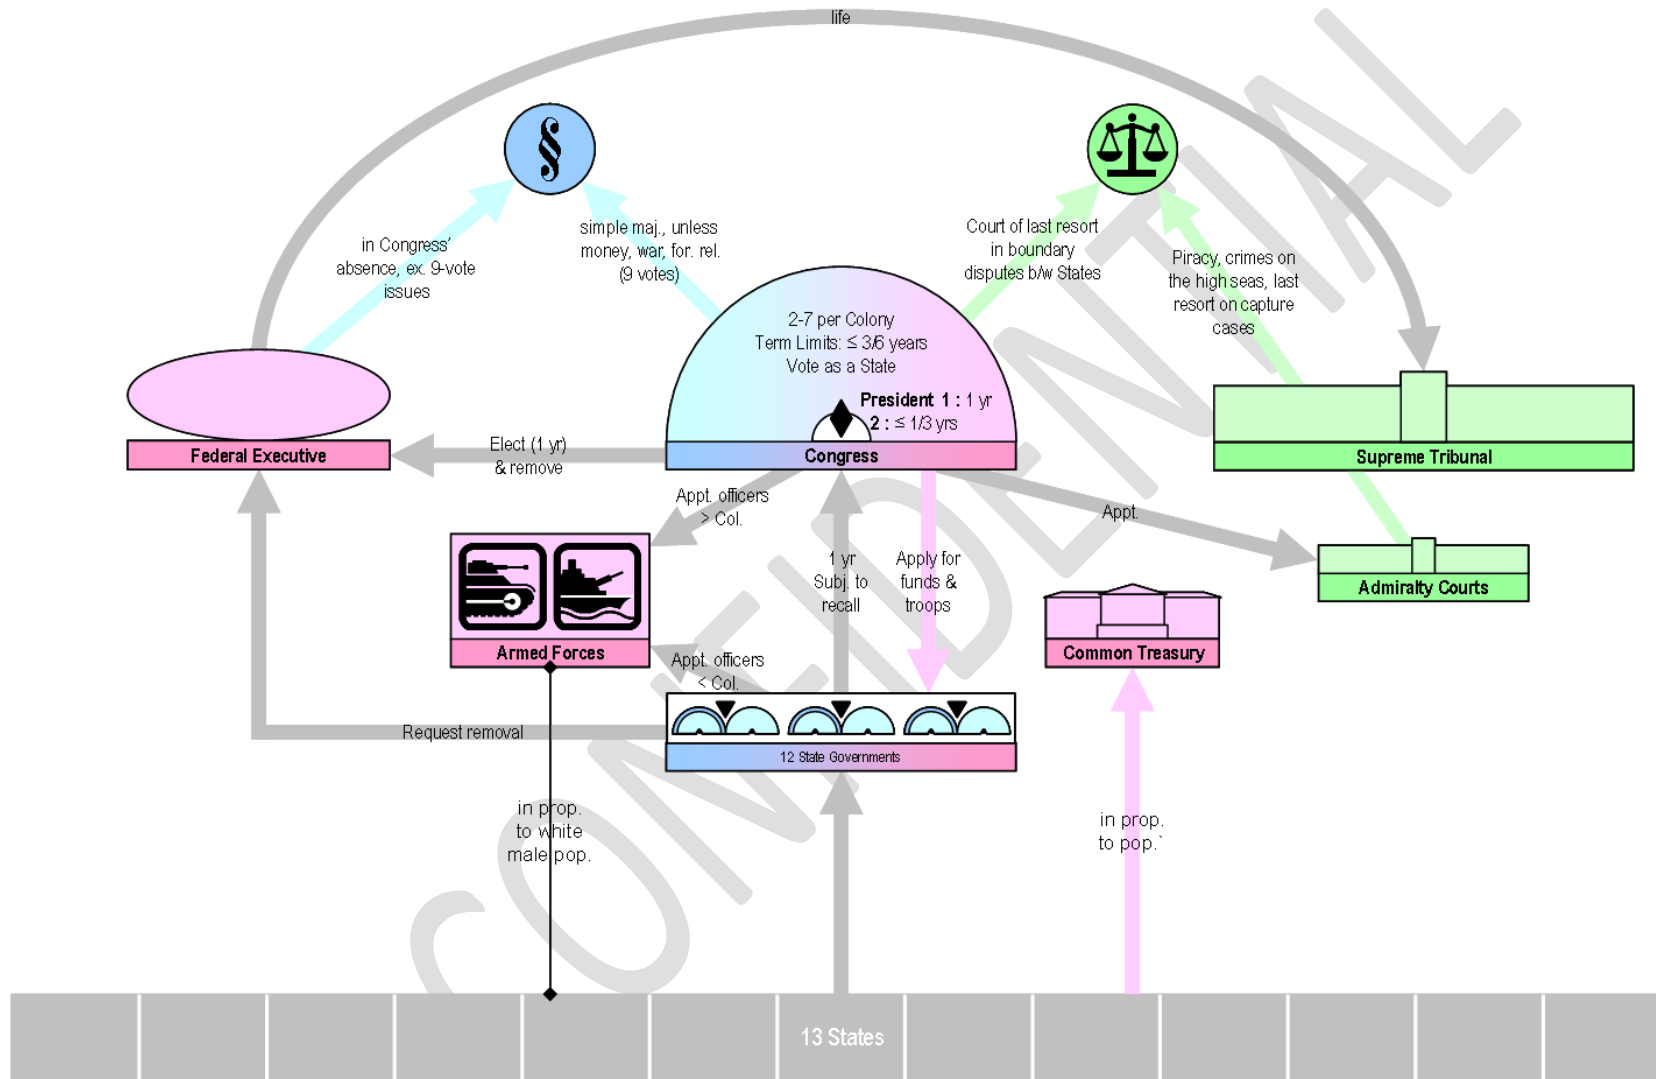 life
§
in Congress'
absence, ex. 9-vote
issues
simple maj., unless
money, war, for. rel.
(9 votes)
Court of last resort
in boundary
disputes b/w States
Piracy, crimes on
the high seas, last
resort on capture
cases
2-7 per Colony
Term Limits: ≤ 3/6 years
Vote as a State
President 1 : 1 yr
2 : ≤ 1/3 yrs
Federal Executive
Elect (1 yr)
& remove
Congress
Supreme Tribunal
Appt. officers
> Col.
Appt.
1 yr
Subj. to
recall
Apply for
funds &
troops
Admiralty Courts
Armed Forces
Common Treasury
Appt. officers
< Col.
Request removal
12 State Governments
in prop.
to white
male pop.
in prop.
to pop.`
13 States
CONFIDENTIAL